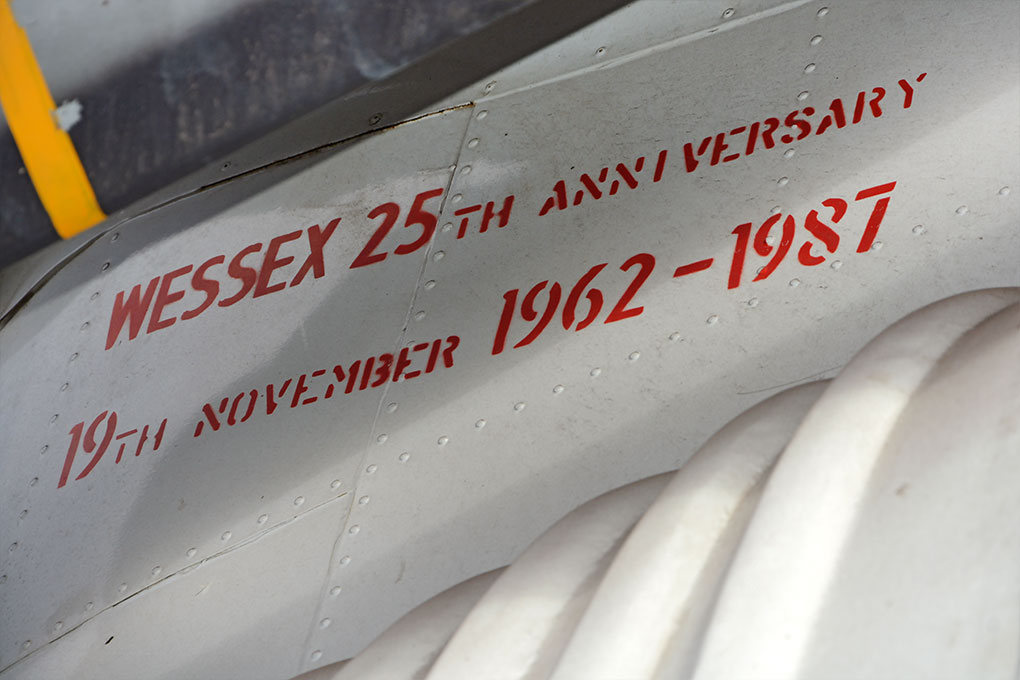 WESSEX 25TH ANNIVERSARY
19TH NOVEMBER 1962-1987